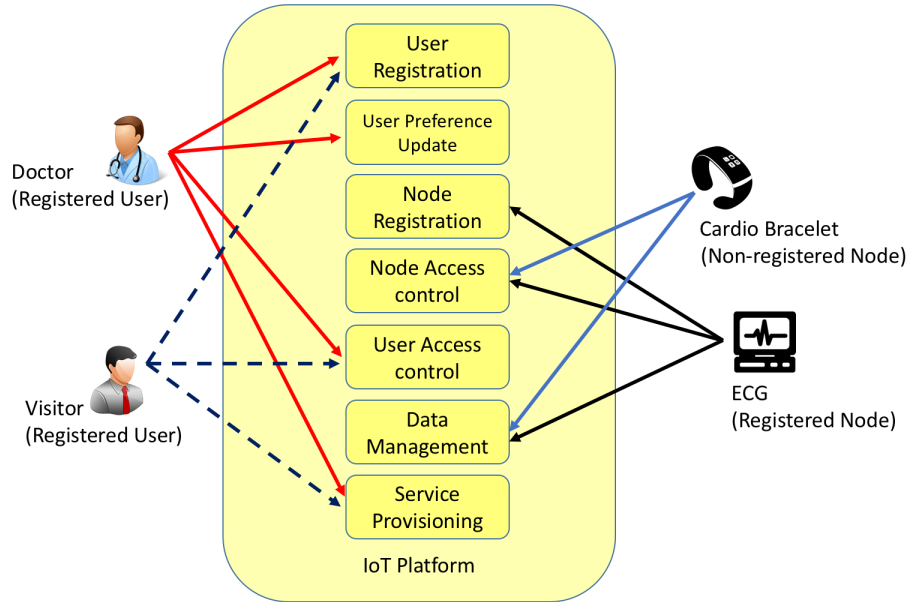 User
Registration
User Preference
Update
Doctor
(Registered User)
Node
Registration
Cardio Bracelet
(Non-registered Node)
Node Access
control
User Access
control
ECG
(Registered Node)
Visitor
(Registered User)
Data
Management
Service
Provisioning
IoT Platform